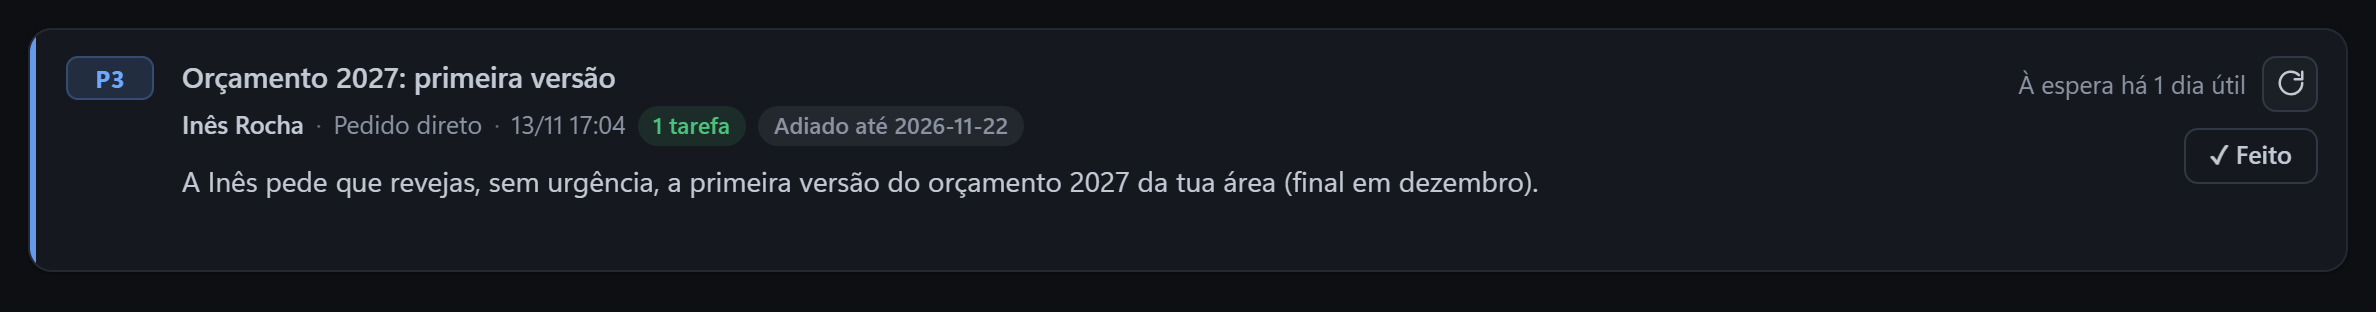 P3
Orçamento 2027: primeira versão
À espera há 1 dia útil
Inês Rocha · Pedido direto · 13/11 17:04 1 tarefa Adiado até 2026-11-22
✓ Feito
A Inês pede que revejas, sem urgência, a primeira versão do orçamento 2027 da tua área (final em dezembro).